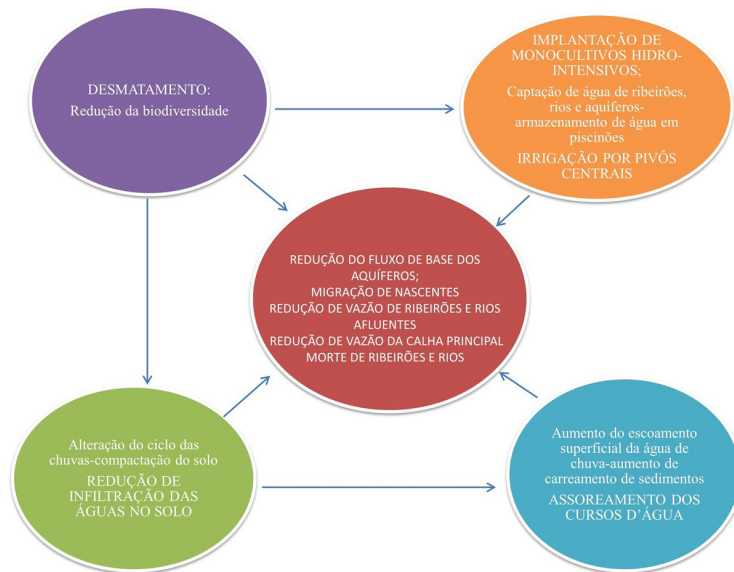 DESMATAMENTO:
Redução da biodiversidade
IMPLANTAÇÃO DE
MONOCULTIVOS HIDRO-
INTENSIVOS;
Captação de água de ribeirões,
rios e aquíferos-
armazenamento de água em
piscinões
IRRIGAÇÃO POR PIVÔS
CENTRAIS
REDUÇÃO DO FLUXO DE BASE DOS
AQUÍFEROS;
MIGRAÇÃO DE NASCENTES
REDUÇÃO DE VAZÃO DE RIBEIRÕES E RIOS
AFLUENTES
REDUÇÃO DE VAZÃO DA CALHA PRINCIPAL
MORTE DE RIBEIRÕES E RIOS
Alteração do ciclo das
chuvas-compactação do solo
REDUÇÃO DE
INFILTRAÇÃO DAS
ÁGUAS NO SOLO
Aumento do escoamento
superficial da água de
chuva-aumento de
carreamento de sedimentos
ASSOREAMENTO DOS
CURSOS D’ÁGUA